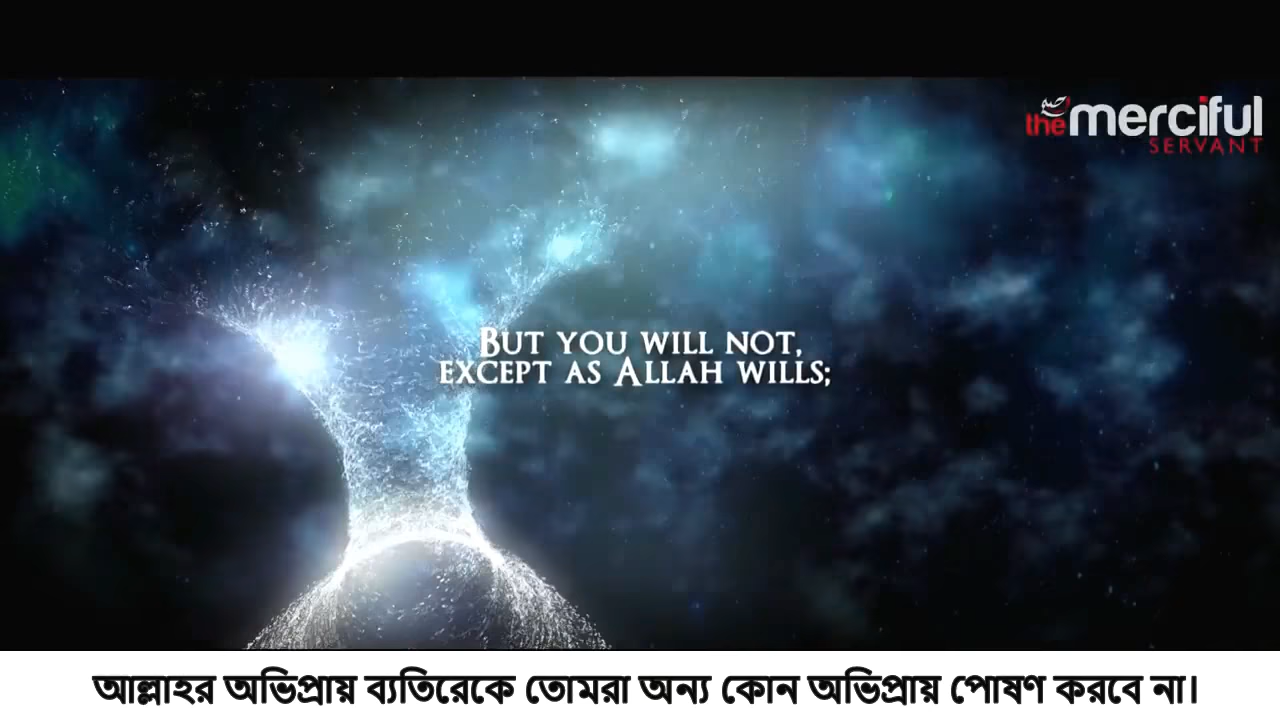 the merciful
SERVANT
BUT YOU WILL NOT,
EXCEPT AS ALLAH WILLS;
আল্লাহর অভিপ্রায় ব্যতিরেকে তোমরা অন্য কোন অভিপ্রায় পোষণ করবে না।